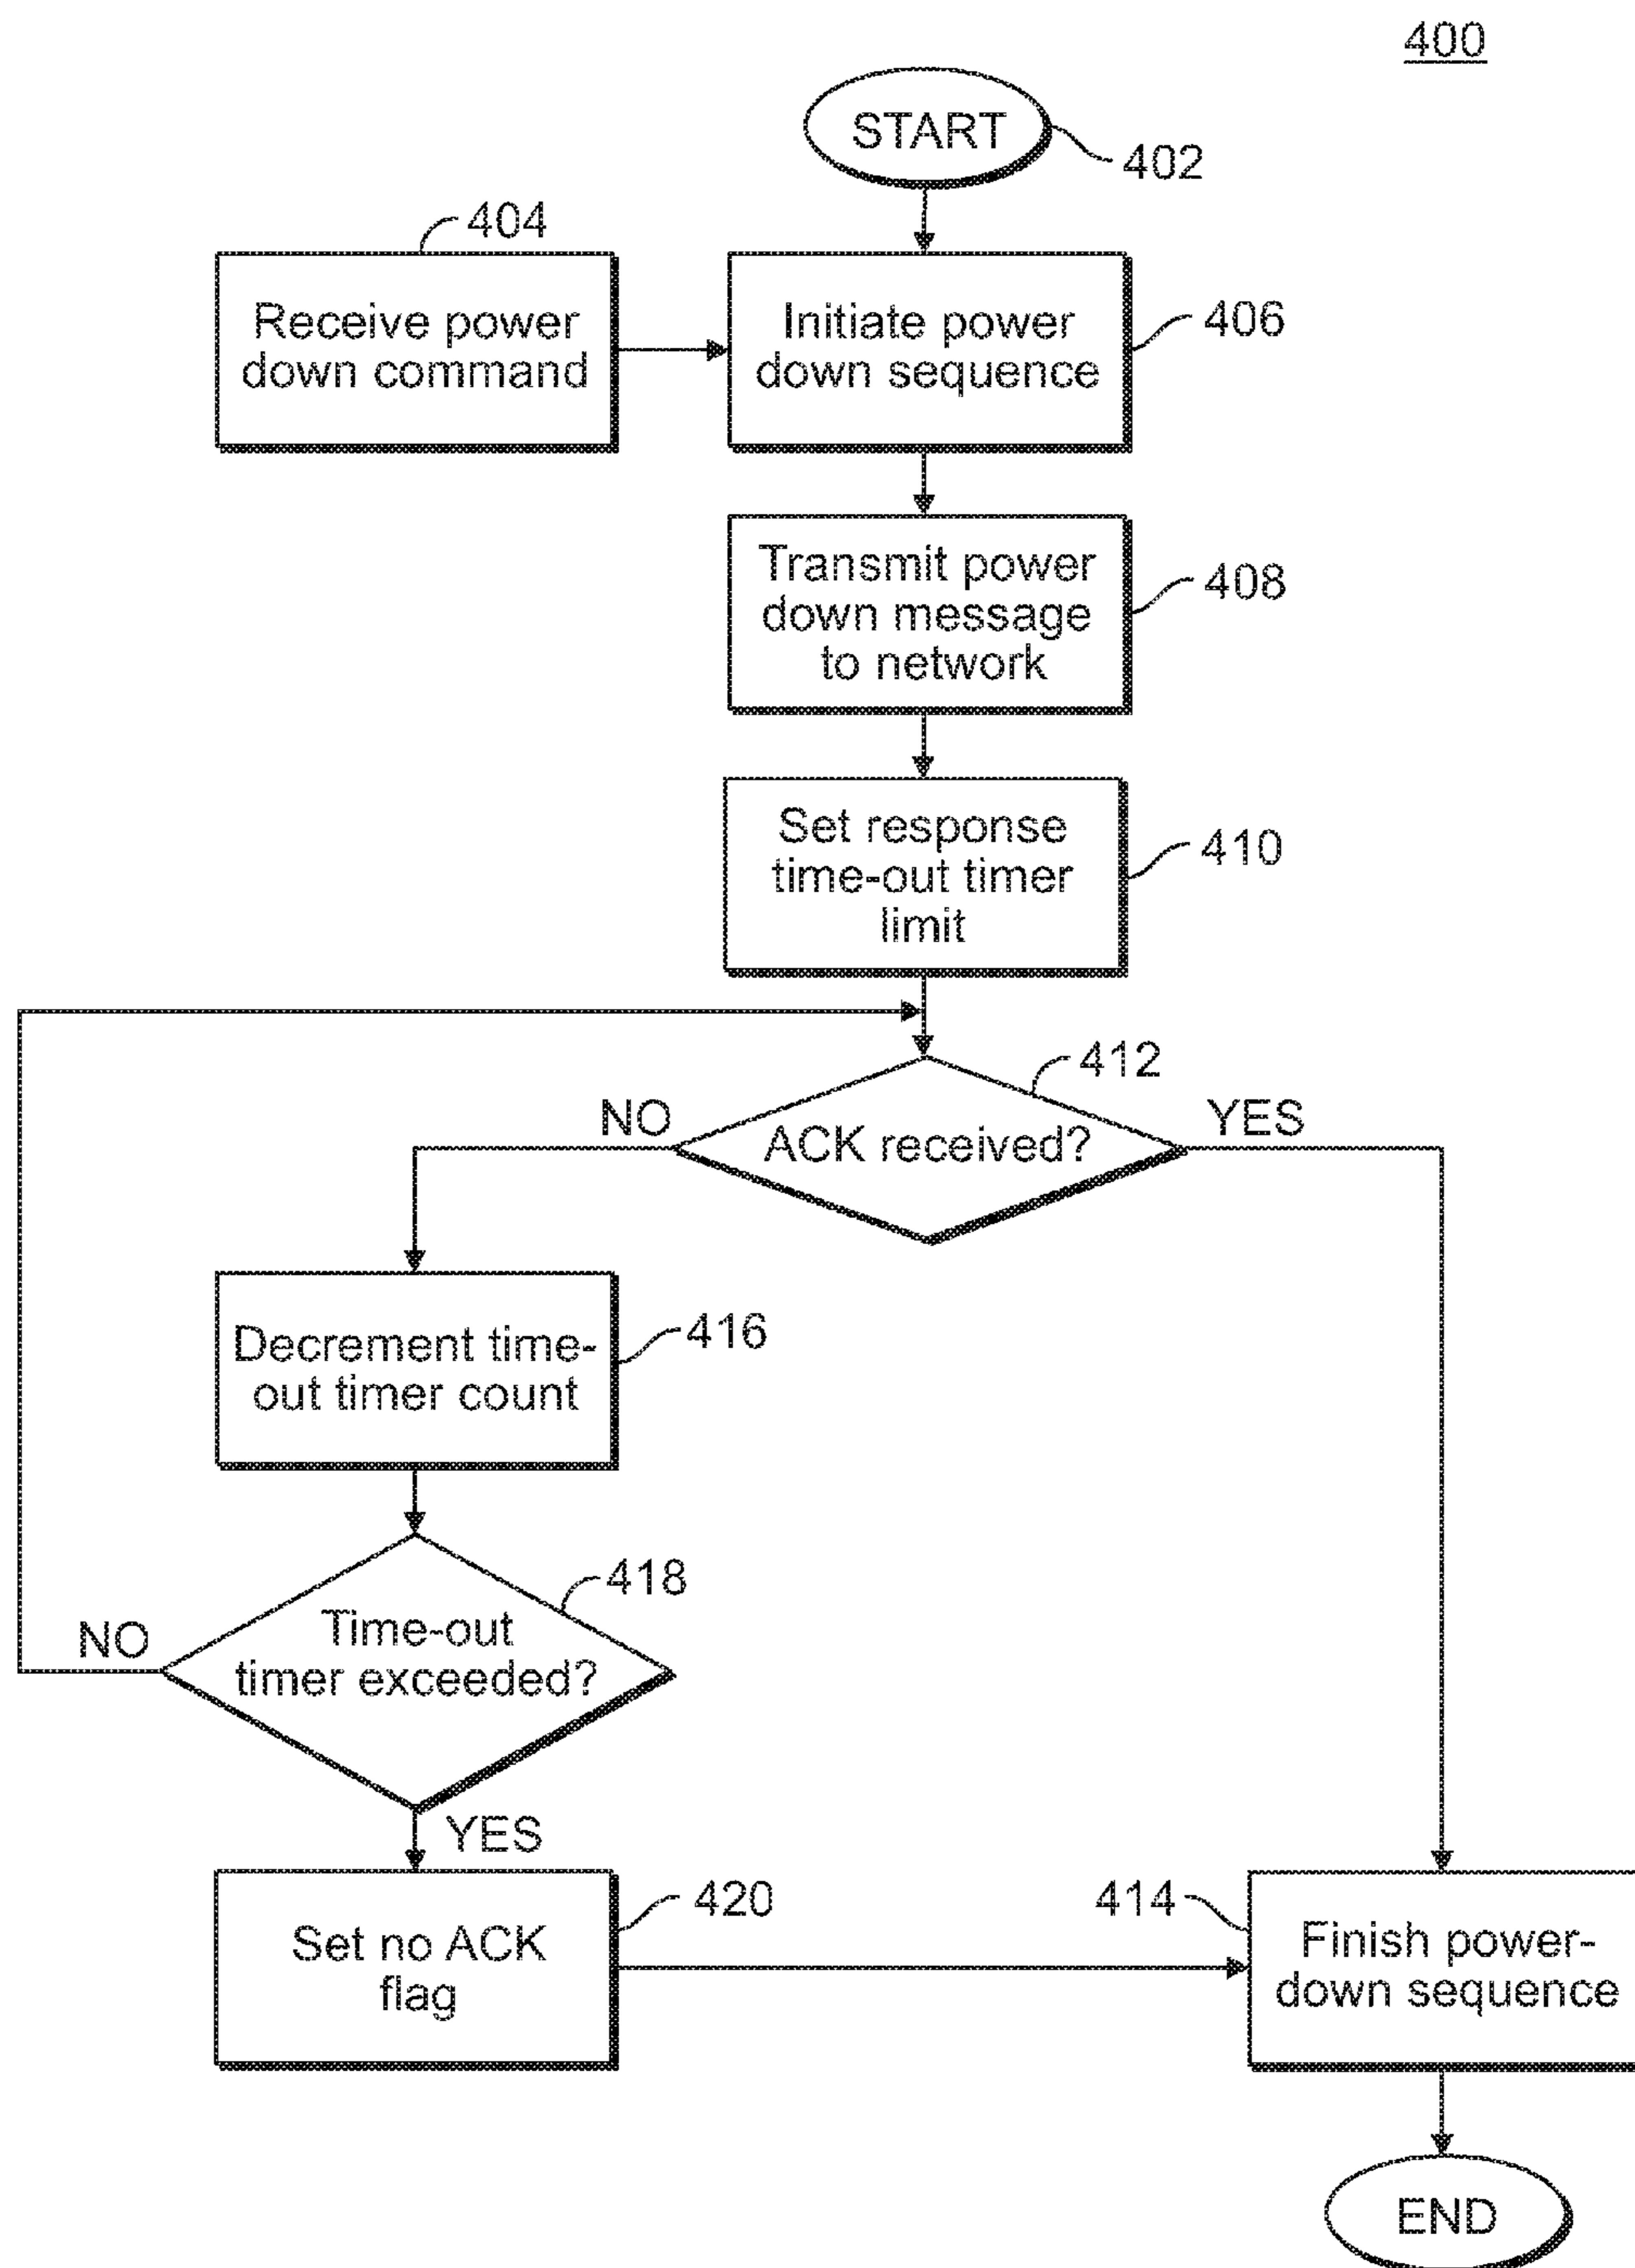 400
START
402
404
Receive power
down command
Initiate power
down sequence
406
Transmit power
down message
to network
408
Set response
time-out timer
limit
410
412
NO
ACK received?
YES
Decrement time-
out timer count
416
418
NO
Time-out
timer exceeded?
YES
Set no ACK
flag
420
414
Finish power-
down sequence
END